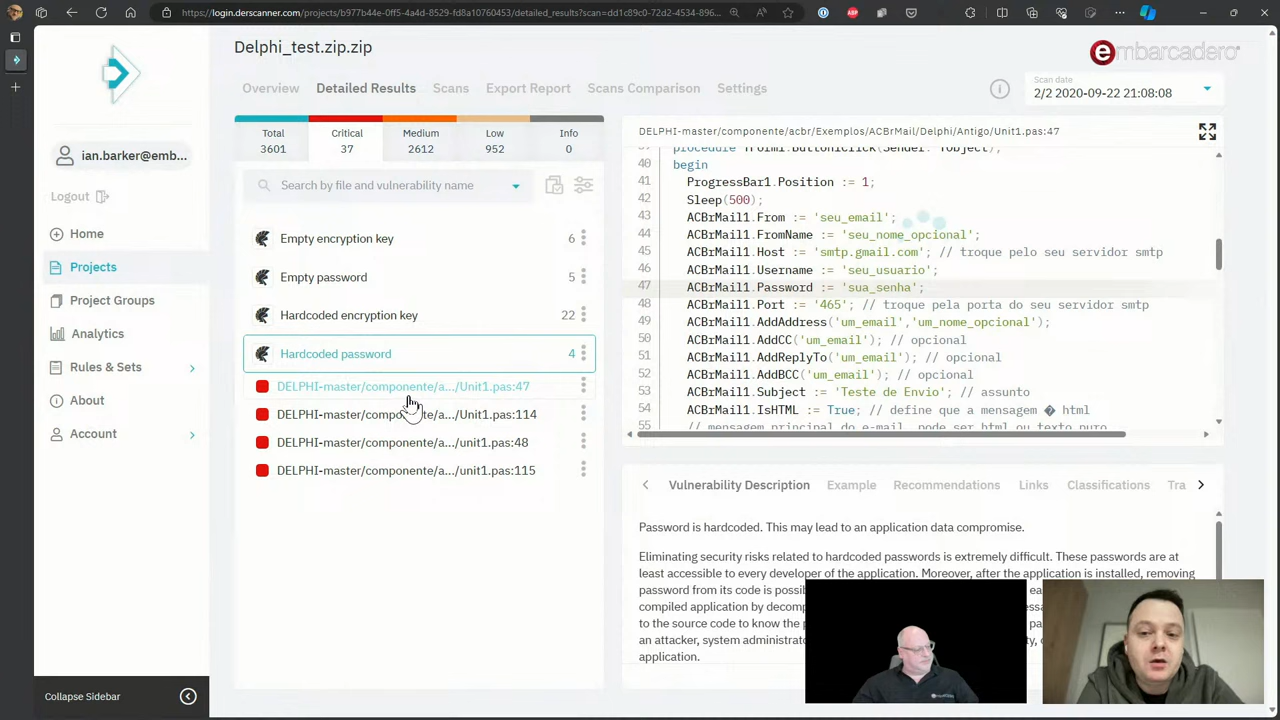 https://login.derscanner.com/projects/b977b44e-0ff5-4a4d-8529-fd8a10760453/detailed_results?scan=dd1c89c0-72d2-4534-896...
Delphi_test.zip.zip
embarcadero
Overview
Detailed Results
Scans
Export Report
Scans Comparison
Settings
Scan date
2/2 2020-09-22 21:08:08
ian.barker@emb...
Logout
Home
Projects
Project Groups
Analytics
Rules & Sets
About
Account
Collapse Sidebar
Total
3601
Critical
37
Medium
2612
Low
952
Info
0
Search by file and vulnerability name
Empty encryption key 6
Empty password 5
Hardcoded encryption key 22
Hardcoded password 4
DELPHI-master/componente/a.../Unit1.pas:47
DELPHI-master/componente/a.../Unit1.pas:114
DELPHI-master/componente/a.../unit1.pas:48
DELPHI-master/componente/a.../unit1.pas:115
DELPHI-master/componente/acbr/Exemplos/ACBrMail/Delphi/Antigo/Unit1.pas:47
40 begin
41 ProgressBar1.Position := 1;
42 Sleep(500);
43 ACBrMail1.From := 'seu_email';
44 ACBrMail1.FromName := 'seu_nome_opcional';
45 ACBrMail1.Host := 'smtp.gmail.com'; // troque pelo seu servidor smtp
46 ACBrMail1.Username := 'seu_usuario';
47 ACBrMail1.Password := 'sua_senha';
48 ACBrMail1.Port := '465'; // troque pela porta do seu servidor smtp
49 ACBrMail1.AddAddress('um_email','um_nome_opcional');
50 ACBrMail1.AddCC('um_email'); // opcional
51 ACBrMail1.AddReplyTo('um_email'); // opcional
52 ACBrMail1.AddBCC('um_email'); // opcional
53 ACBrMail1.Subject := 'Teste de Envio'; // assunto
54 ACBrMail1.IsHTML := True; // define que a mensagem � html
55 // mensagem principal do e-mail. pode ser html ou texto puro
Vulnerability Description
Example
Recommendations
Links
Classifications
Tra
Password is hardcoded. This may lead to an application data compromise.
Eliminating security risks related to hardcoded passwords is extremely difficult. These passwords are at
least accessible to every developer of the application. Moreover, after the application is installed, removing
password from its code is possi
compiled application by decomp
to the source code to know the p
an attacker, system administrat
application.